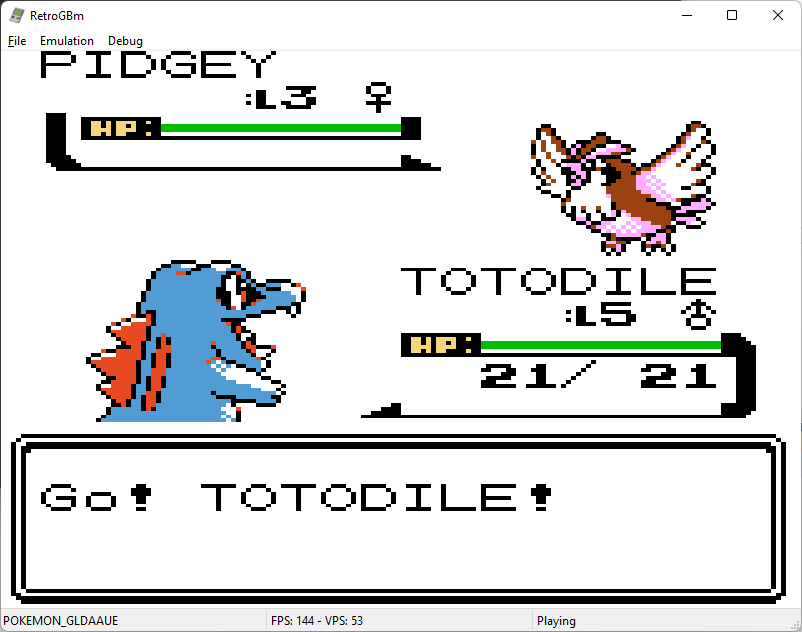 RetroGBm
File Emulation Debug
PIDGEY
:L3 ♀
HP:
TOTODILE
:L5 ♂
HP:
21/ 21
Go! TOTODILE!
POKEMON_GLDAAUE FPS: 144 - VPS: 53 Playing